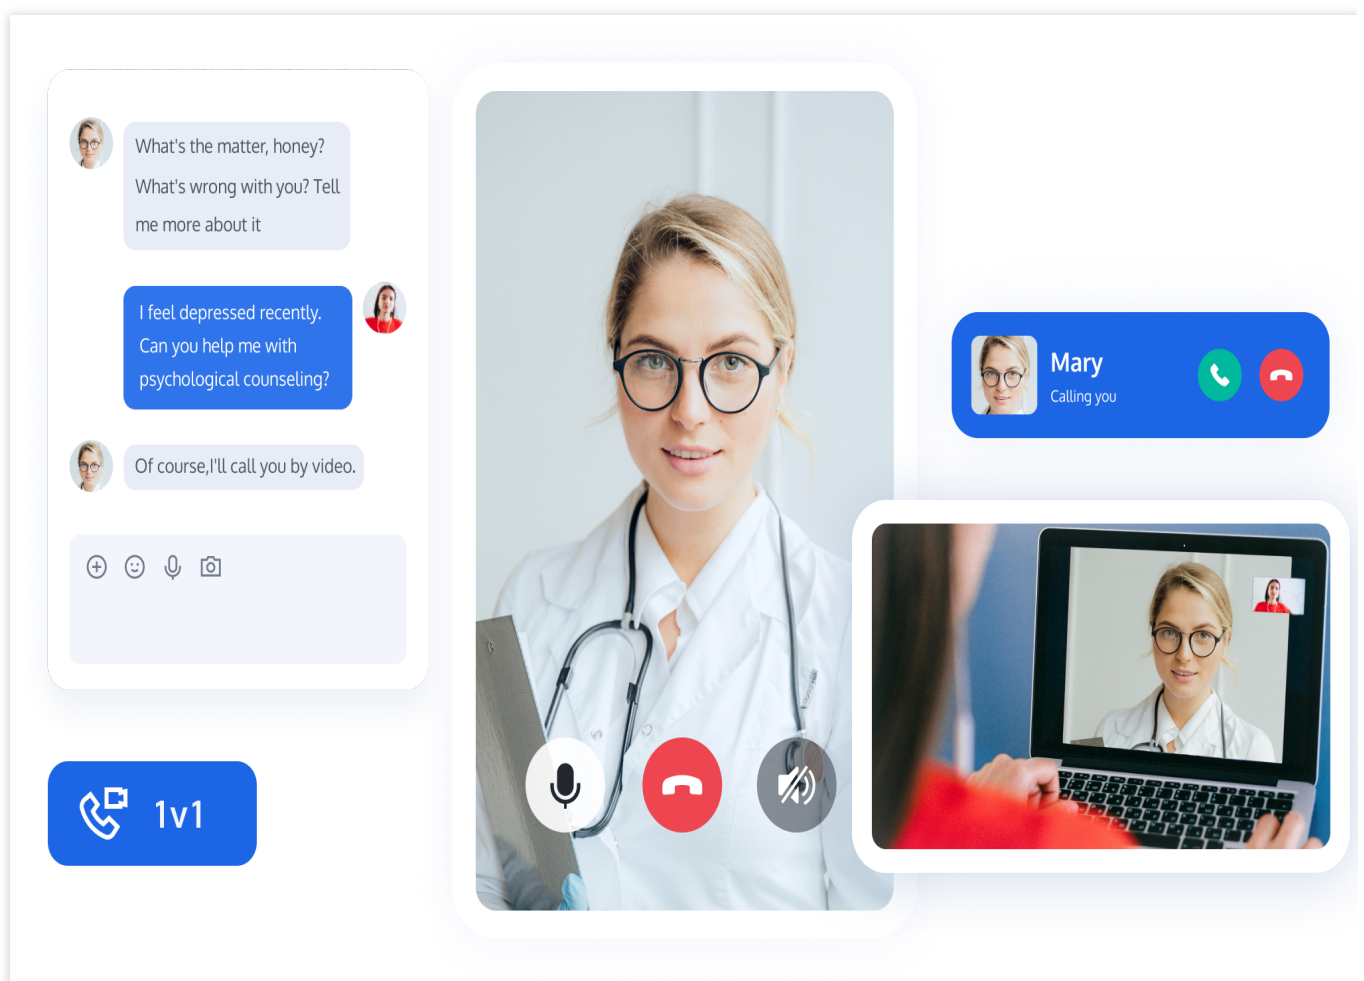 What's the matter, honey?
What's wrong with you? Tell
me more about it
I feel depressed recently.
Can you help me with
psychological counseling?
Of course,I'll call you by video.
1v1
Mary
Calling you